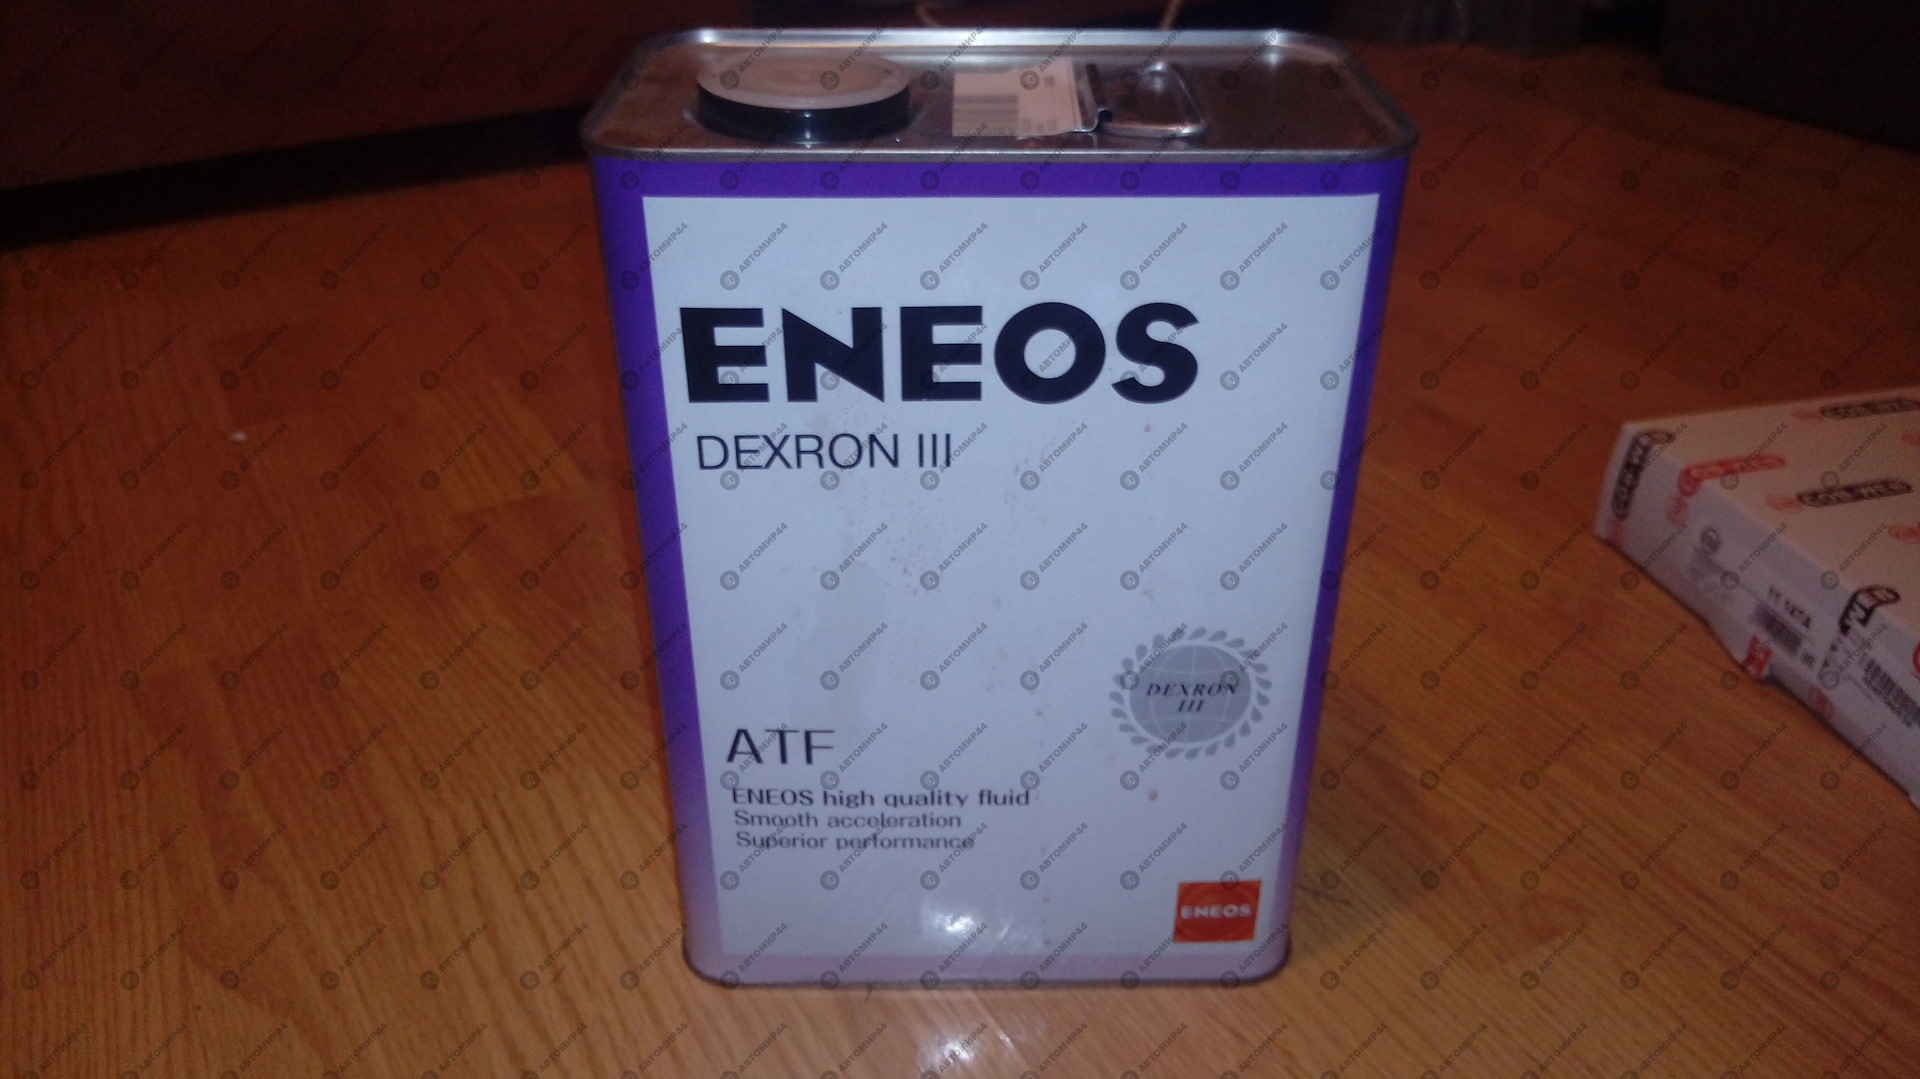 ENEOS
DEXRON III
DEXRON
III
ATF
ENEOS high quality fluid
Smooth acceleration
Superior performance
ENEOS
АВТОМИР44